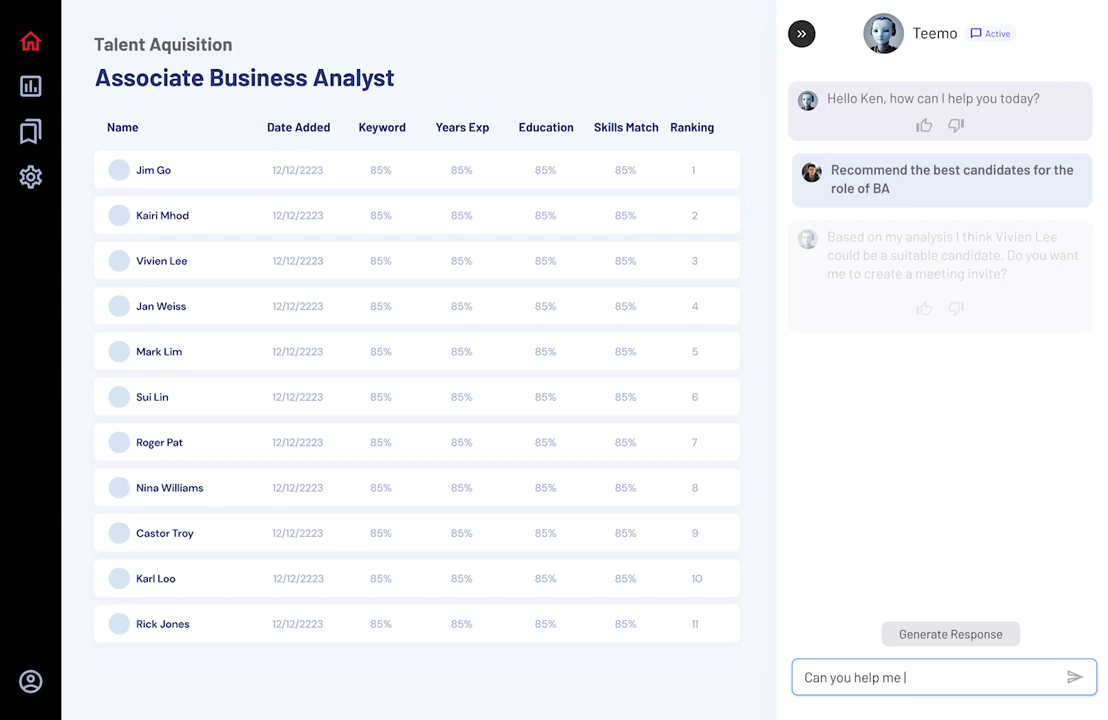 Talent Aquisition
Associate Business Analyst
Name Date Added Keyword Years Exp Education Skills Match Ranking
Jim Go 12/12/2223 85% 85% 85% 85% 1
Kairi Mhod 12/12/2223 85% 85% 85% 85% 2
Vivien Lee 12/12/2223 85% 85% 85% 85% 3
Jan Weiss 12/12/2223 85% 85% 85% 85% 4
Mark Lim 12/12/2223 85% 85% 85% 85% 5
Sui Lin 12/12/2223 85% 85% 85% 85% 6
Roger Pat 12/12/2223 85% 85% 85% 85% 7
Nina Williams 12/12/2223 85% 85% 85% 85% 8
Castor Troy 12/12/2223 85% 85% 85% 85% 9
Karl Loo 12/12/2223 85% 85% 85% 85% 10
Rick Jones 12/12/2223 85% 85% 85% 85% 11
Teemo Active
Hello Ken, how can I help you today?
Recommend the best candidates for the
role of BA
Based on my analysis I think Vivien Lee
could be a suitable candidate. Do you want
me to create a meeting invite?
Generate Response
Can you help me